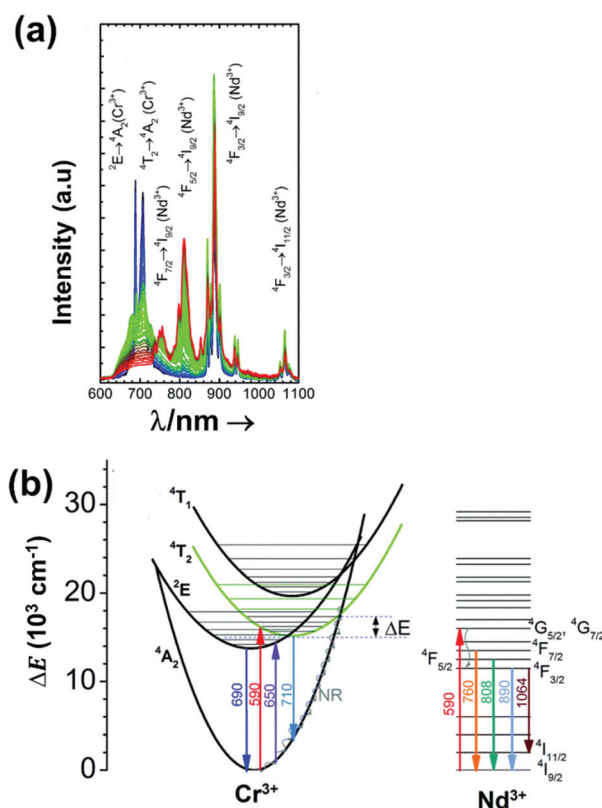 (a)
Intensity (a.u)
²E→⁴A₂(Cr³⁺)
⁴T₂→⁴A₂ (Cr³⁺)
⁴F₇/₂→⁴I₉/₂ (Nd³⁺)
⁴F₅/₂→⁴I₉/₂ (Nd³⁺)
⁴F₃/₂→⁴I₉/₂ (Nd³⁺)
⁴F₃/₂→⁴I₁₁/₂ (Nd³⁺)
600 700 800 900 1000 1100
λ/nm →
(b)
ΔE (10³ cm⁻¹)
30
20
10
0
⁴T₁
⁴T₂
²E
⁴A₂
ΔE
690
590
650
710
NR
Cr³⁺
⁴G₅/₂, ⁴G₇/₂
⁴F₇/₂
⁴F₅/₂
⁴F₃/₂
590
760
808
890
1064
⁴I₁₁/₂
⁴I₉/₂
Nd³⁺